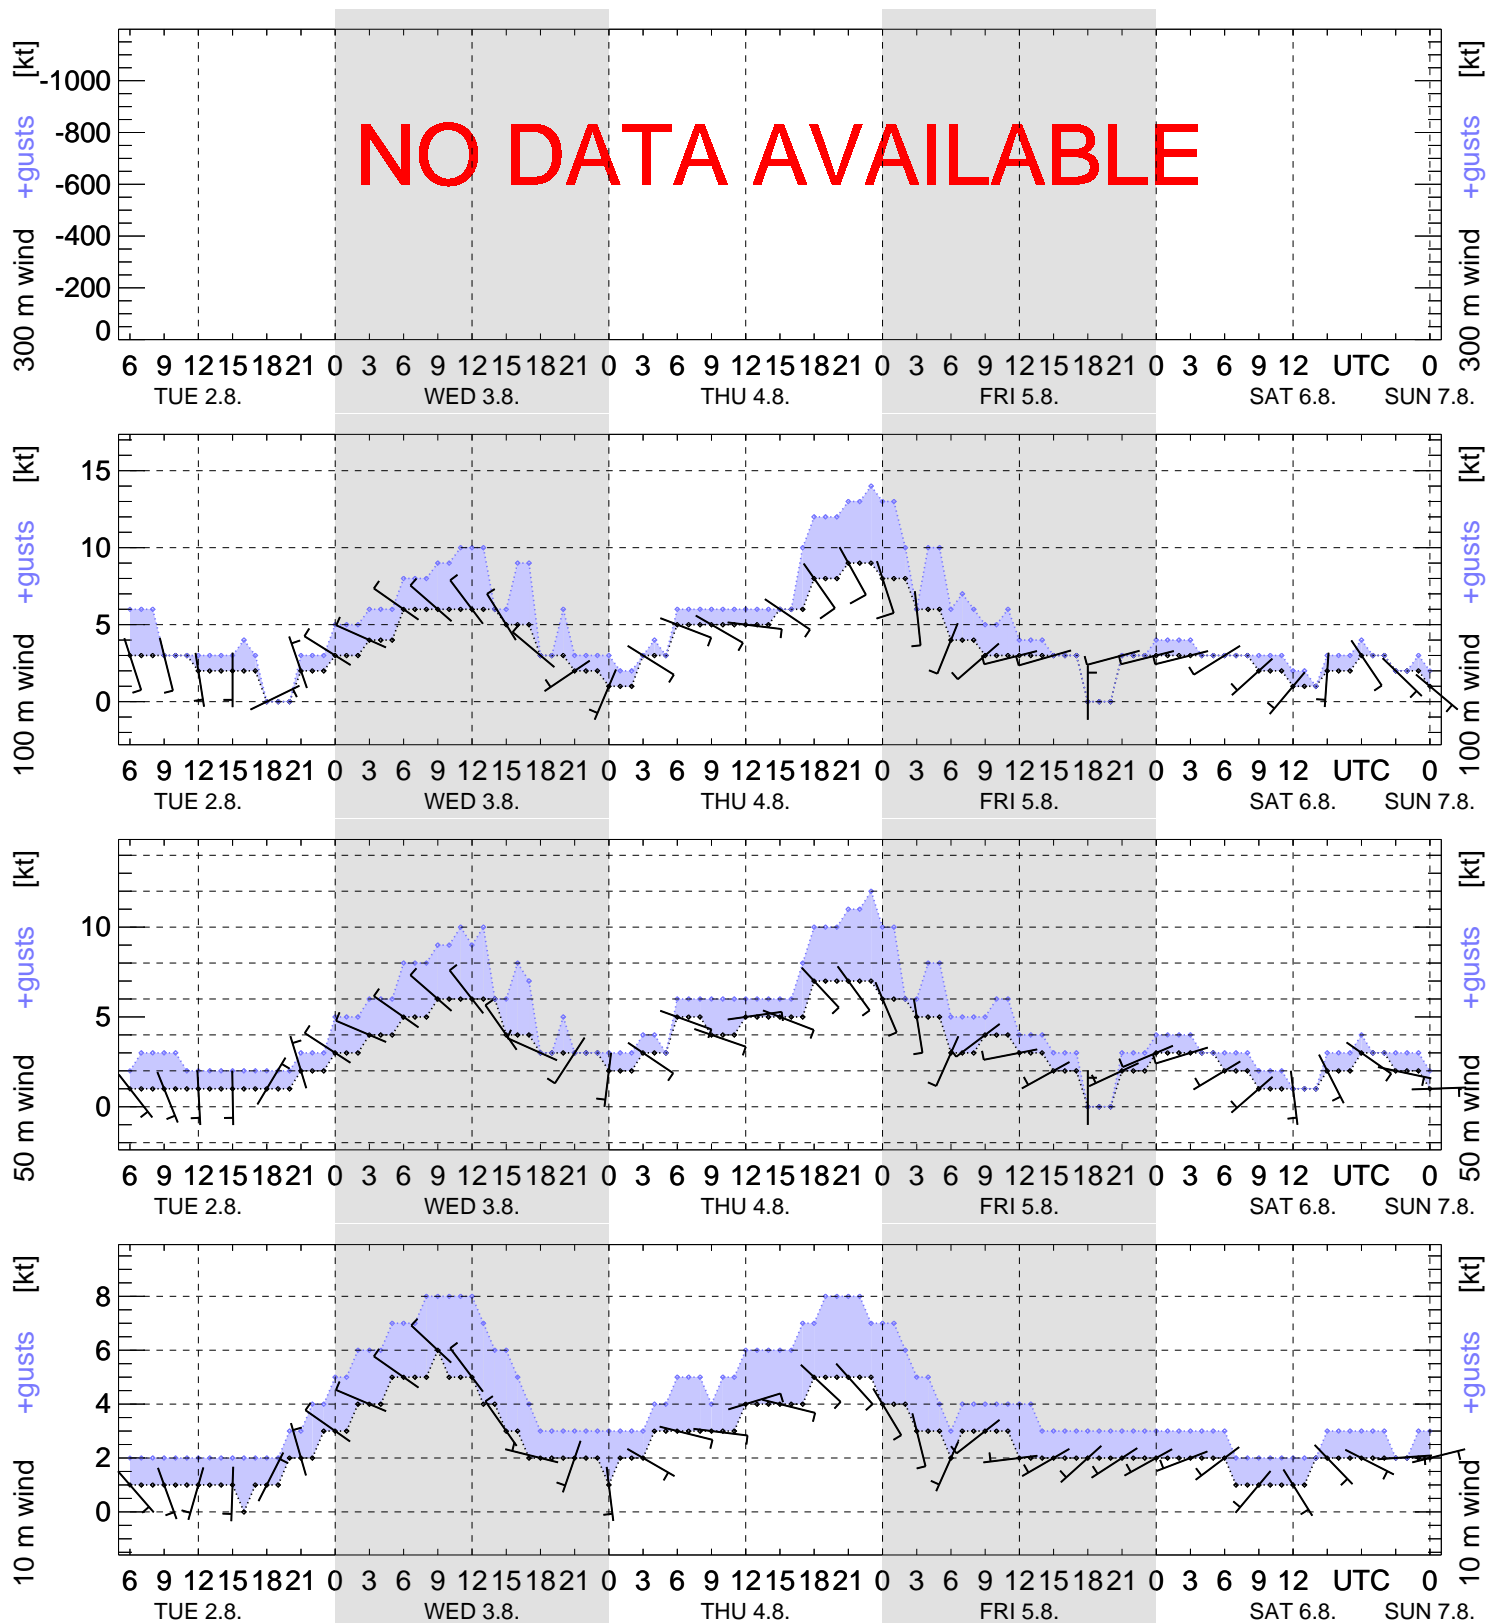 300 m wind +gusts [kt]
-1000
-800
-600
-400
-200
0
NO DATA AVAILABLE
300 m wind +gusts [kt]
6 9 12 15 18 21 0 3 6 9 12 15 18 21 0 3 6 9 12 15 18 21 0 3 6 9 12 15 18 21 0 3 6 9 12 UTC 0
TUE 2.8. WED 3.8. THU 4.8. FRI 5.8. SAT 6.8. SUN 7.8.
100 m wind +gusts [kt]
15
10
5
0
100 m wind +gusts [kt]
6 9 12 15 18 21 0 3 6 9 12 15 18 21 0 3 6 9 12 15 18 21 0 3 6 9 12 15 18 21 0 3 6 9 12 UTC 0
TUE 2.8. WED 3.8. THU 4.8. FRI 5.8. SAT 6.8. SUN 7.8.
50 m wind +gusts [kt]
10
5
0
50 m wind +gusts [kt]
6 9 12 15 18 21 0 3 6 9 12 15 18 21 0 3 6 9 12 15 18 21 0 3 6 9 12 15 18 21 0 3 6 9 12 UTC 0
TUE 2.8. WED 3.8. THU 4.8. FRI 5.8. SAT 6.8. SUN 7.8.
10 m wind +gusts [kt]
8
6
4
2
0
10 m wind +gusts [kt]
6 9 12 15 18 21 0 3 6 9 12 15 18 21 0 3 6 9 12 15 18 21 0 3 6 9 12 15 18 21 0 3 6 9 12 UTC 0
TUE 2.8. WED 3.8. THU 4.8. FRI 5.8. SAT 6.8. SUN 7.8.